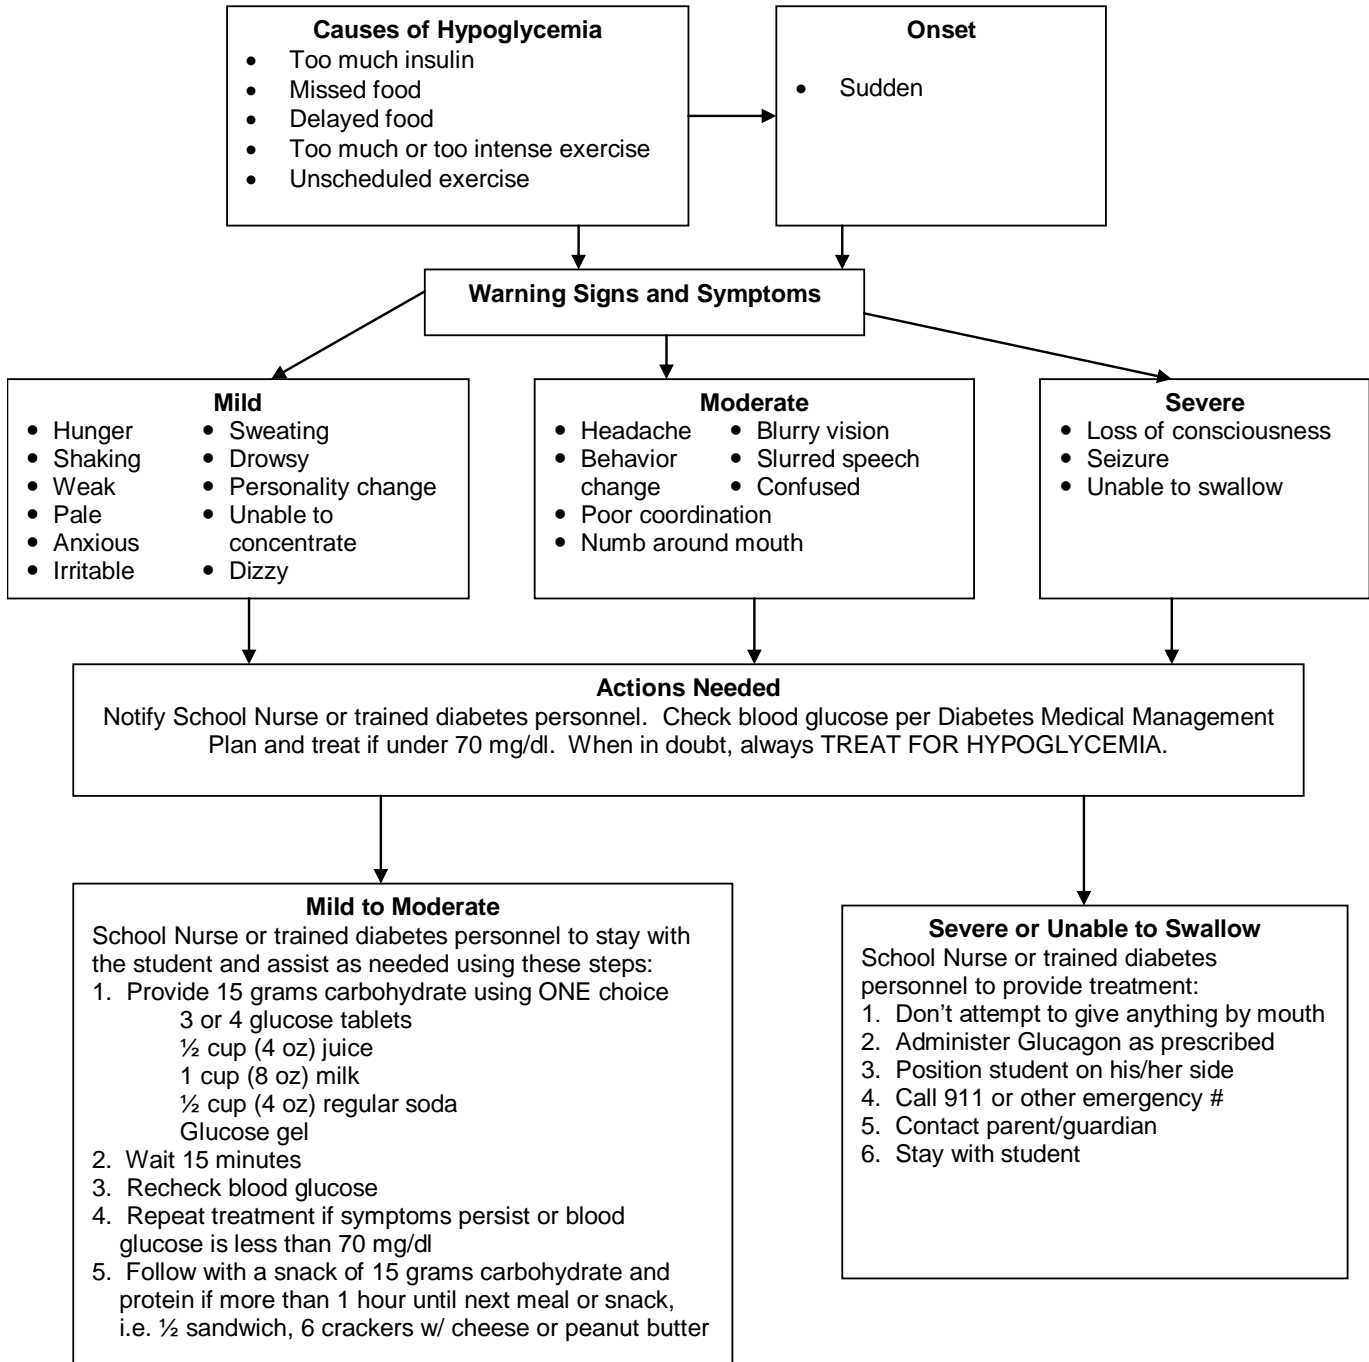 Causes of Hypoglycemia
• Too much insulin
• Missed food
• Delayed food
• Too much or too intense exercise
• Unscheduled exercise
Onset
• Sudden
Warning Signs and Symptoms
Mild
• Hunger
• Shaking
• Weak
• Pale
• Anxious
• Irritable
• Sweating
• Drowsy
• Personality change
• Unable to
concentrate
• Dizzy
Moderate
• Headache
• Behavior
change
• Poor coordination
• Numb around mouth
• Blurry vision
• Slurred speech
• Confused
Severe
• Loss of consciousness
• Seizure
• Unable to swallow
Actions Needed
Notify School Nurse or trained diabetes personnel. Check blood glucose per Diabetes Medical Management
Plan and treat if under 70 mg/dl. When in doubt, always TREAT FOR HYPOGLYCEMIA.
Mild to Moderate
School Nurse or trained diabetes personnel to stay with
the student and assist as needed using these steps:
1. Provide 15 grams carbohydrate using ONE choice
3 or 4 glucose tablets
½ cup (4 oz) juice
1 cup (8 oz) milk
½ cup (4 oz) regular soda
Glucose gel
2. Wait 15 minutes
3. Recheck blood glucose
4. Repeat treatment if symptoms persist or blood
glucose is less than 70 mg/dl
5. Follow with a snack of 15 grams carbohydrate and
protein if more than 1 hour until next meal or snack,
i.e. ½ sandwich, 6 crackers w/ cheese or peanut butter
Severe or Unable to Swallow
School Nurse or trained diabetes
personnel to provide treatment:
1. Don't attempt to give anything by mouth
2. Administer Glucagon as prescribed
3. Position student on his/her side
4. Call 911 or other emergency #
5. Contact parent/guardian
6. Stay with student